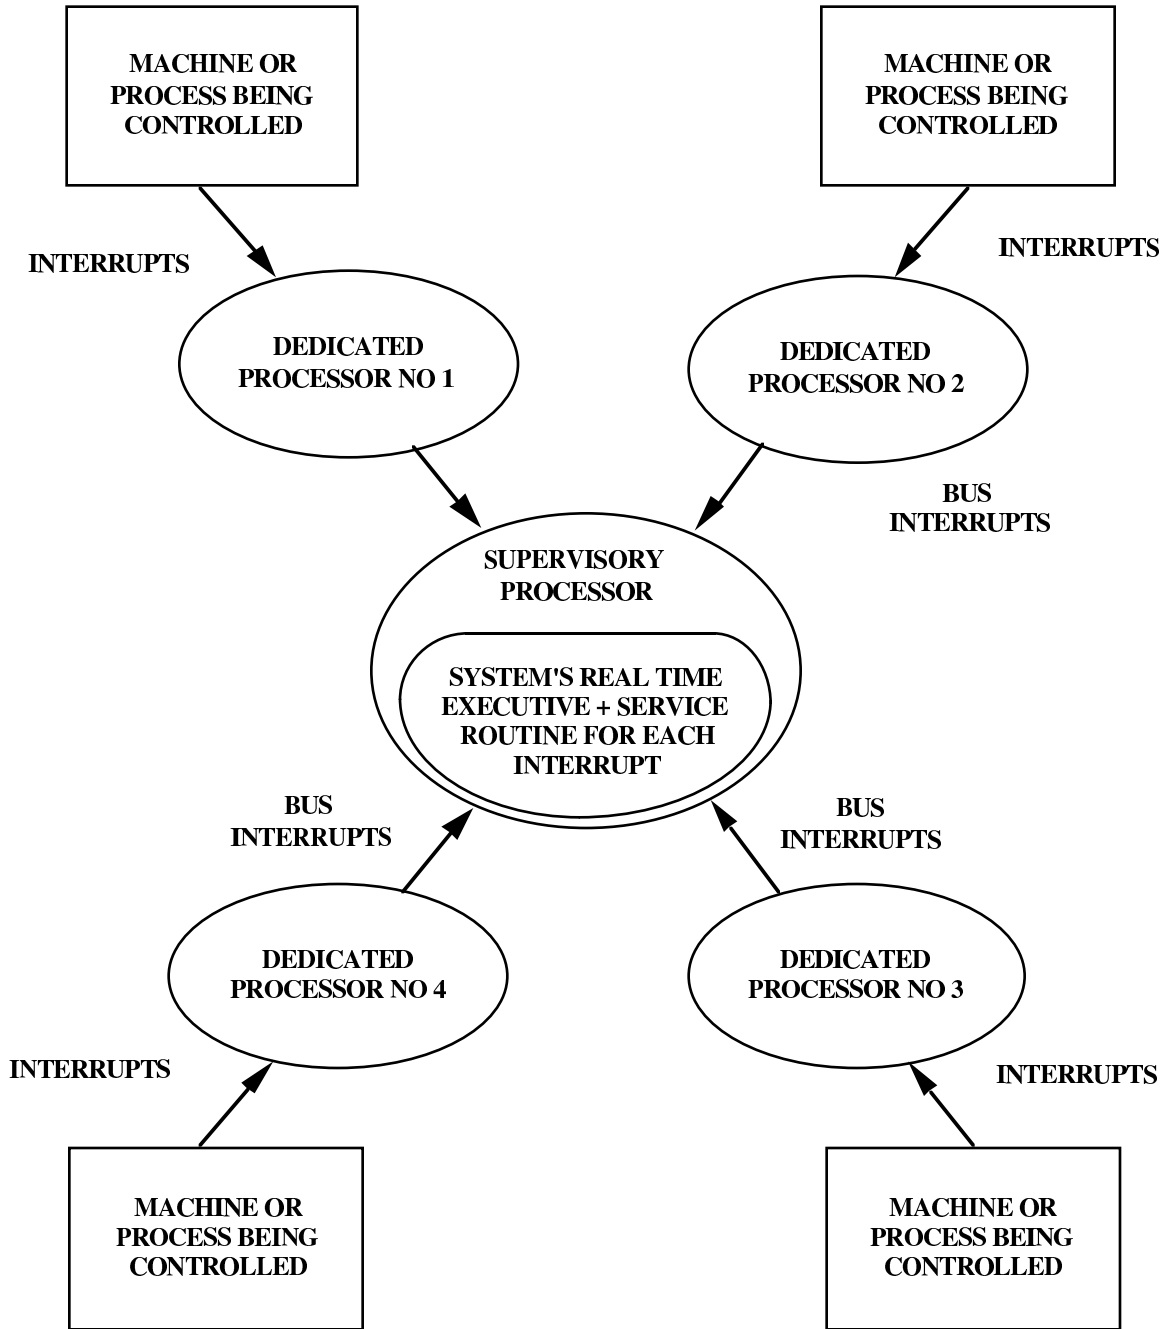 MACHINE OR
PROCESS BEING
CONTROLLED
MACHINE OR
PROCESS BEING
CONTROLLED
INTERRUPTS
INTERRUPTS
DEDICATED
PROCESSOR NO 1
DEDICATED
PROCESSOR NO 2
BUS
INTERRUPTS
SUPERVISORY
PROCESSOR
SYSTEM'S REAL TIME
EXECUTIVE + SERVICE
ROUTINE FOR EACH
INTERRUPT
BUS
INTERRUPTS
BUS
INTERRUPTS
DEDICATED
PROCESSOR NO 4
DEDICATED
PROCESSOR NO 3
INTERRUPTS
INTERRUPTS
MACHINE OR
PROCESS BEING
CONTROLLED
MACHINE OR
PROCESS BEING
CONTROLLED